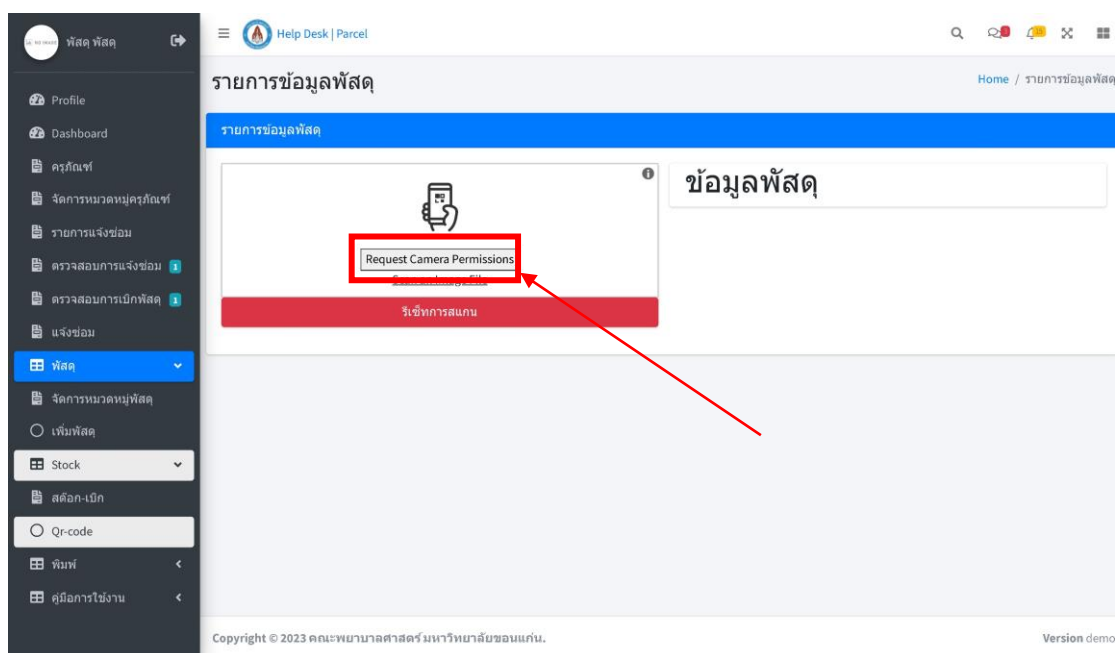 พัสดุ พัสดุ
Profile
Dashboard
ครุภัณฑ์
จัดการหมวดหมู่ครุภัณฑ์
รายการแจ้งซ่อม
ตรวจสอบการแจ้งซ่อม 1
ตรวจสอบการเบิกพัสดุ 1
แจ้งซ่อม
พัสดุ
จัดการหมวดหมู่พัสดุ
เพิ่มพัสดุ
Stock
สต๊อก-เบิก
Qr-code
พิมพ์
คู่มือการใช้งาน
Help Desk | Parcel
15
รายการข้อมูลพัสดุ
Home / รายการข้อมูลพัสดุ
รายการข้อมูลพัสดุ
Request Camera Permissions
Scan an Image File
รีเซ็ทการสแกน
ข้อมูลพัสดุ
Copyright © 2023 คณะพยาบาลศาสตร์ มหาวิทยาลัยขอนแก่น.
Version demo